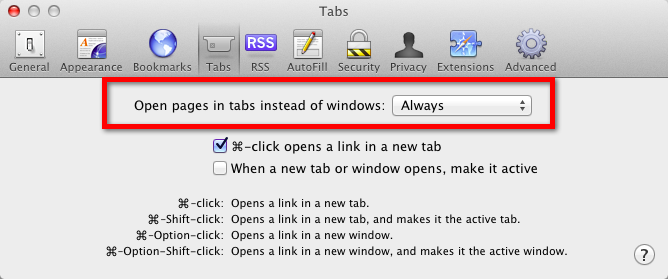 Tabs
General Appearance Bookmarks Tabs RSS AutoFill Security Privacy Extensions Advanced
RSS
Open pages in tabs instead of windows: Always
⌘-click opens a link in a new tab
When a new tab or window opens, make it active
⌘-click: Opens a link in a new tab.
⌘-Shift-click: Opens a link in a new tab, and makes it the active tab.
⌘-Option-click: Opens a link in a new window.
⌘-Option-Shift-click: Opens a link in a new window, and makes it the active window.
?